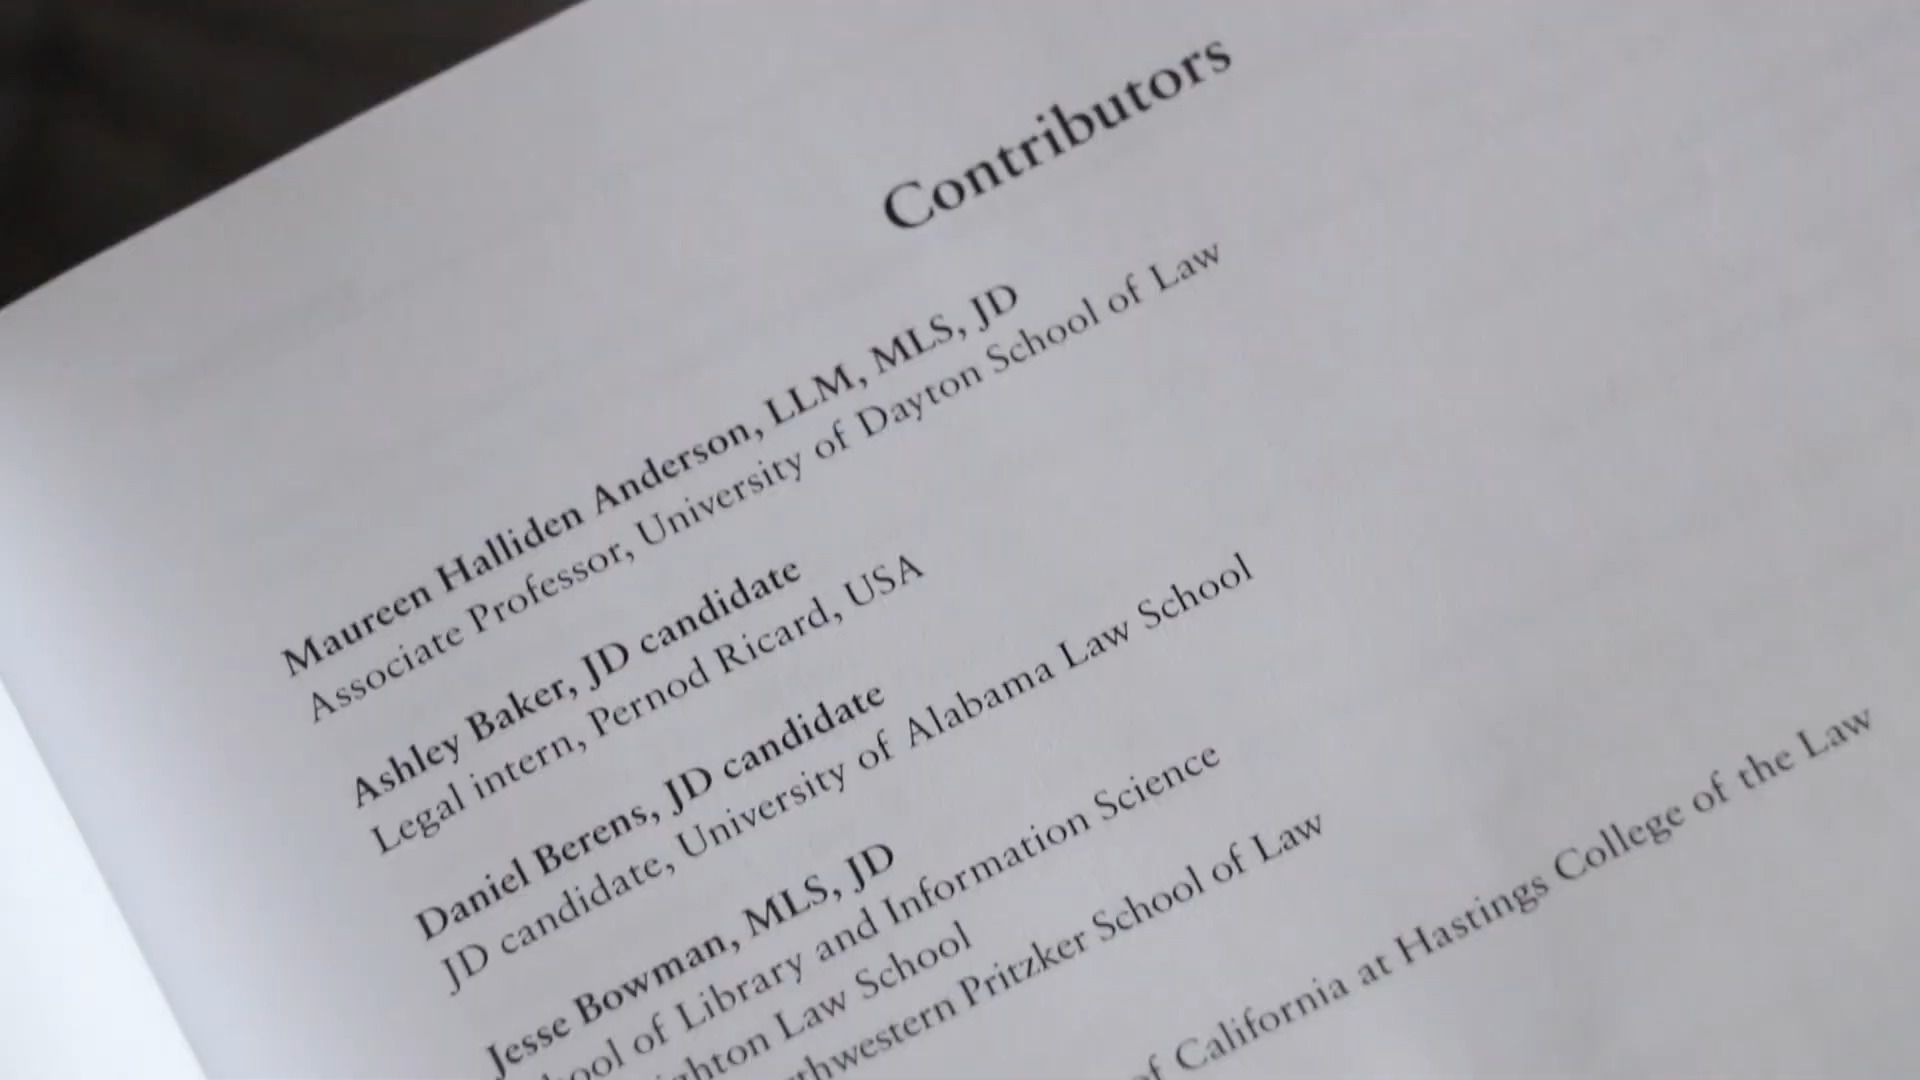 Contributors
Maureen Halliden Anderson, LLM, MLS, JD
Associate Professor, University of Dayton School of Law
Ashley Baker, JD candidate
Legal intern, Pernod Ricard, USA
Daniel Berens, JD candidate
JD candidate, University of Alabama Law School
Jesse Bowman, MLS, JD
of Library and Information Science
Law School
Pritzker School of Law
of California at Hastings College of the Law